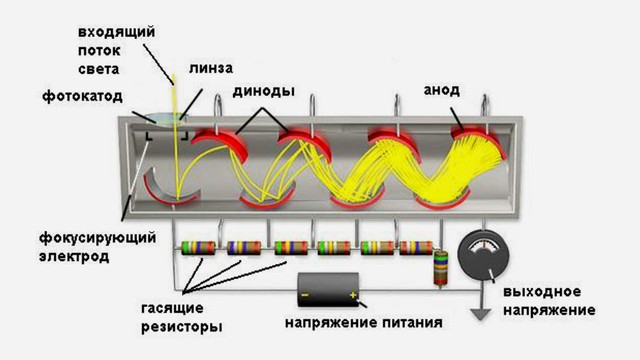 входящий
поток
света
линза
фотокатод
диноды
анод
фокусирующий
электрод
гасящие
резисторы
напряжение питания
выходное
напряжение